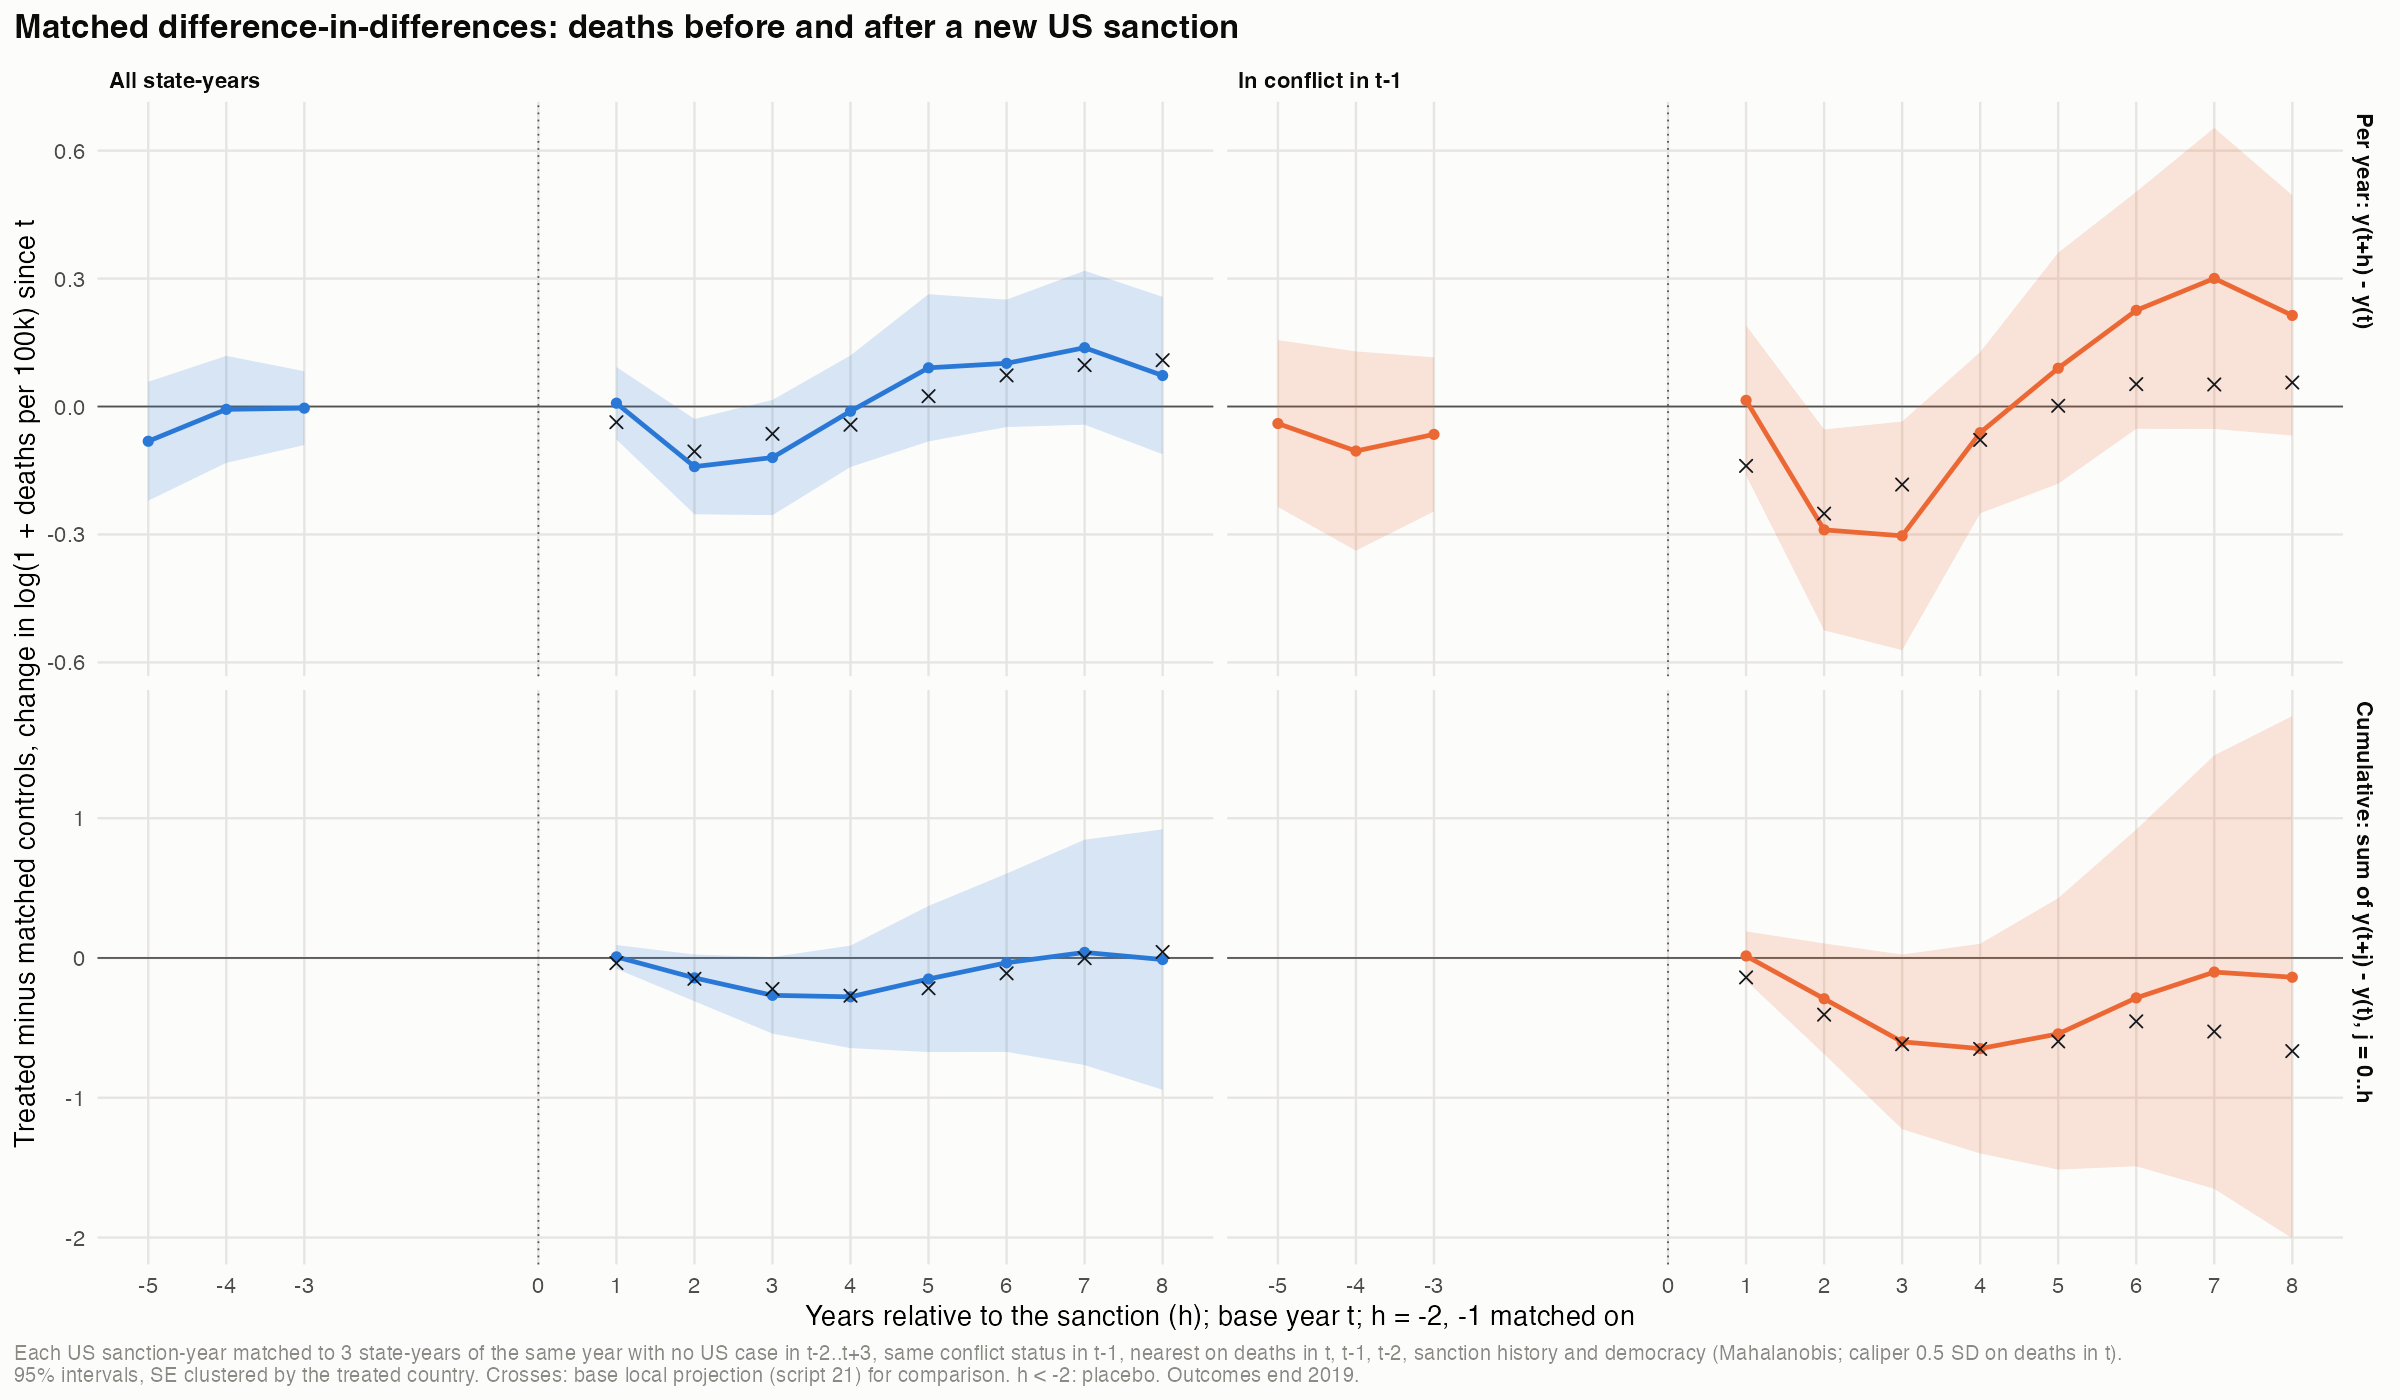 Matched difference-in-differences: deaths before and after a new US sanction
All state-years
In conflict in t-1
Treated minus matched controls, change in log(1 + deaths per 100k) since t
0.6
0.3
0.0
-0.3
-0.6
Per year: y(t+h) - y(t)
1
0
-1
-2
Cumulative: sum of y(t+j) - y(t), j = 0..h
-5 -4 -3 0 1 2 3 4 5 6 7 8
-5 -4 -3 0 1 2 3 4 5 6 7 8
Years relative to the sanction (h); base year t; h = -2, -1 matched on
Each US sanction-year matched to 3 state-years of the same year with no US case in t-2..t+3, same conflict status in t-1, nearest on deaths in t, t-1, t-2, sanction history and democracy (Mahalanobis; caliper 0.5 SD on deaths in t).
95% intervals, SE clustered by the treated country. Crosses: base local projection (script 21) for comparison. h < -2: placebo. Outcomes end 2019.